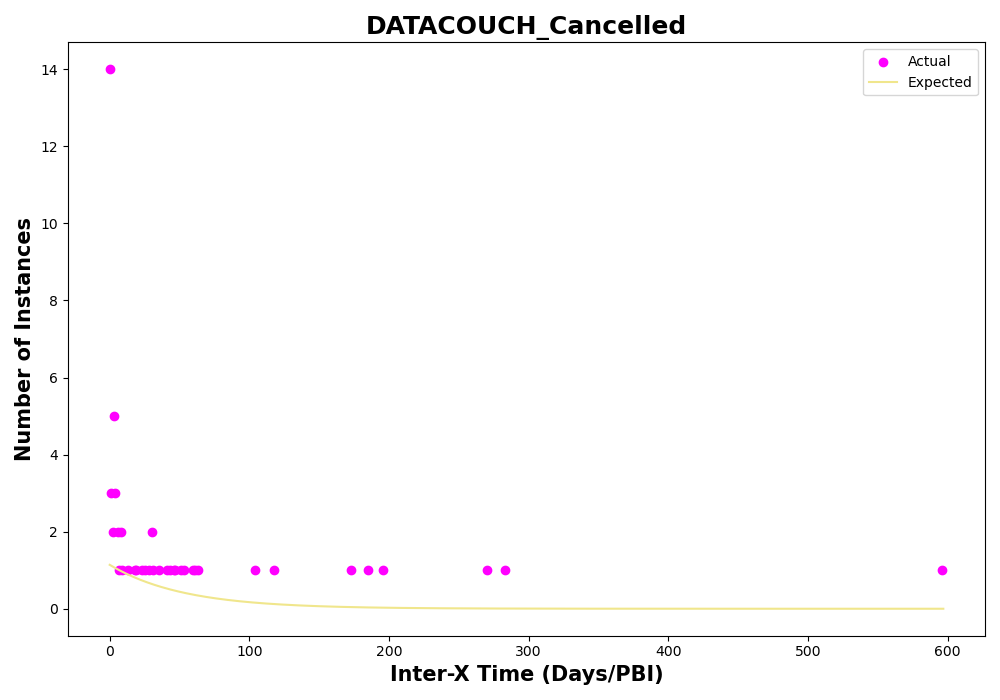 DATACOUCH_Cancelled
Actual
Expected
14
12
10
8
6
4
2
0
Number of Instances
0 100 200 300 400 500 600
Inter-X Time (Days/PBI)